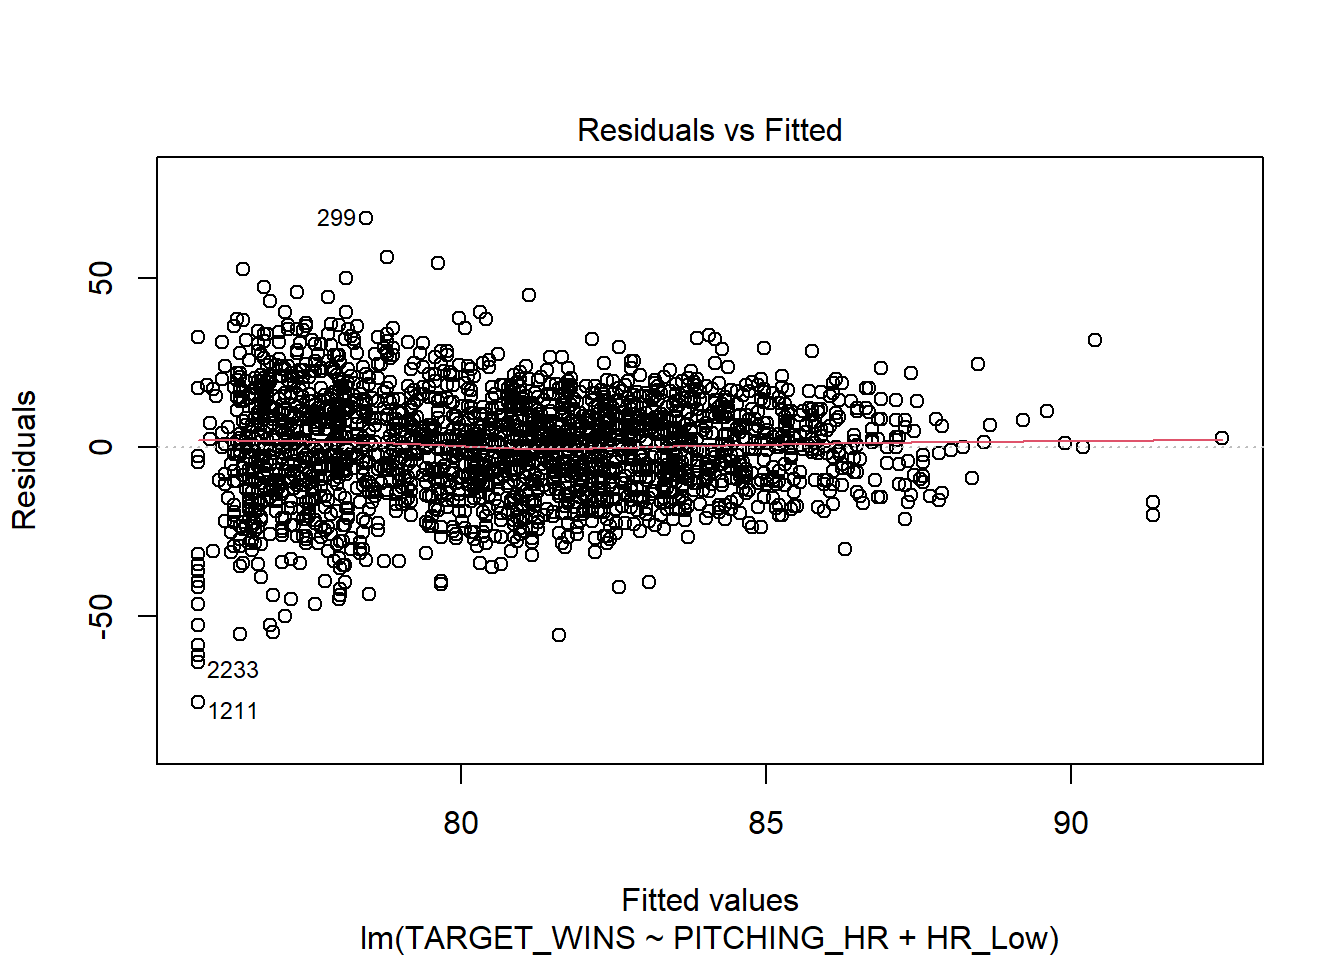 Residuals vs Fitted
299
50
0
-50
Residuals
2233
1211
80 85 90
Fitted values
lm(TARGET_WINS ~ PITCHING_HR + HR_Low)